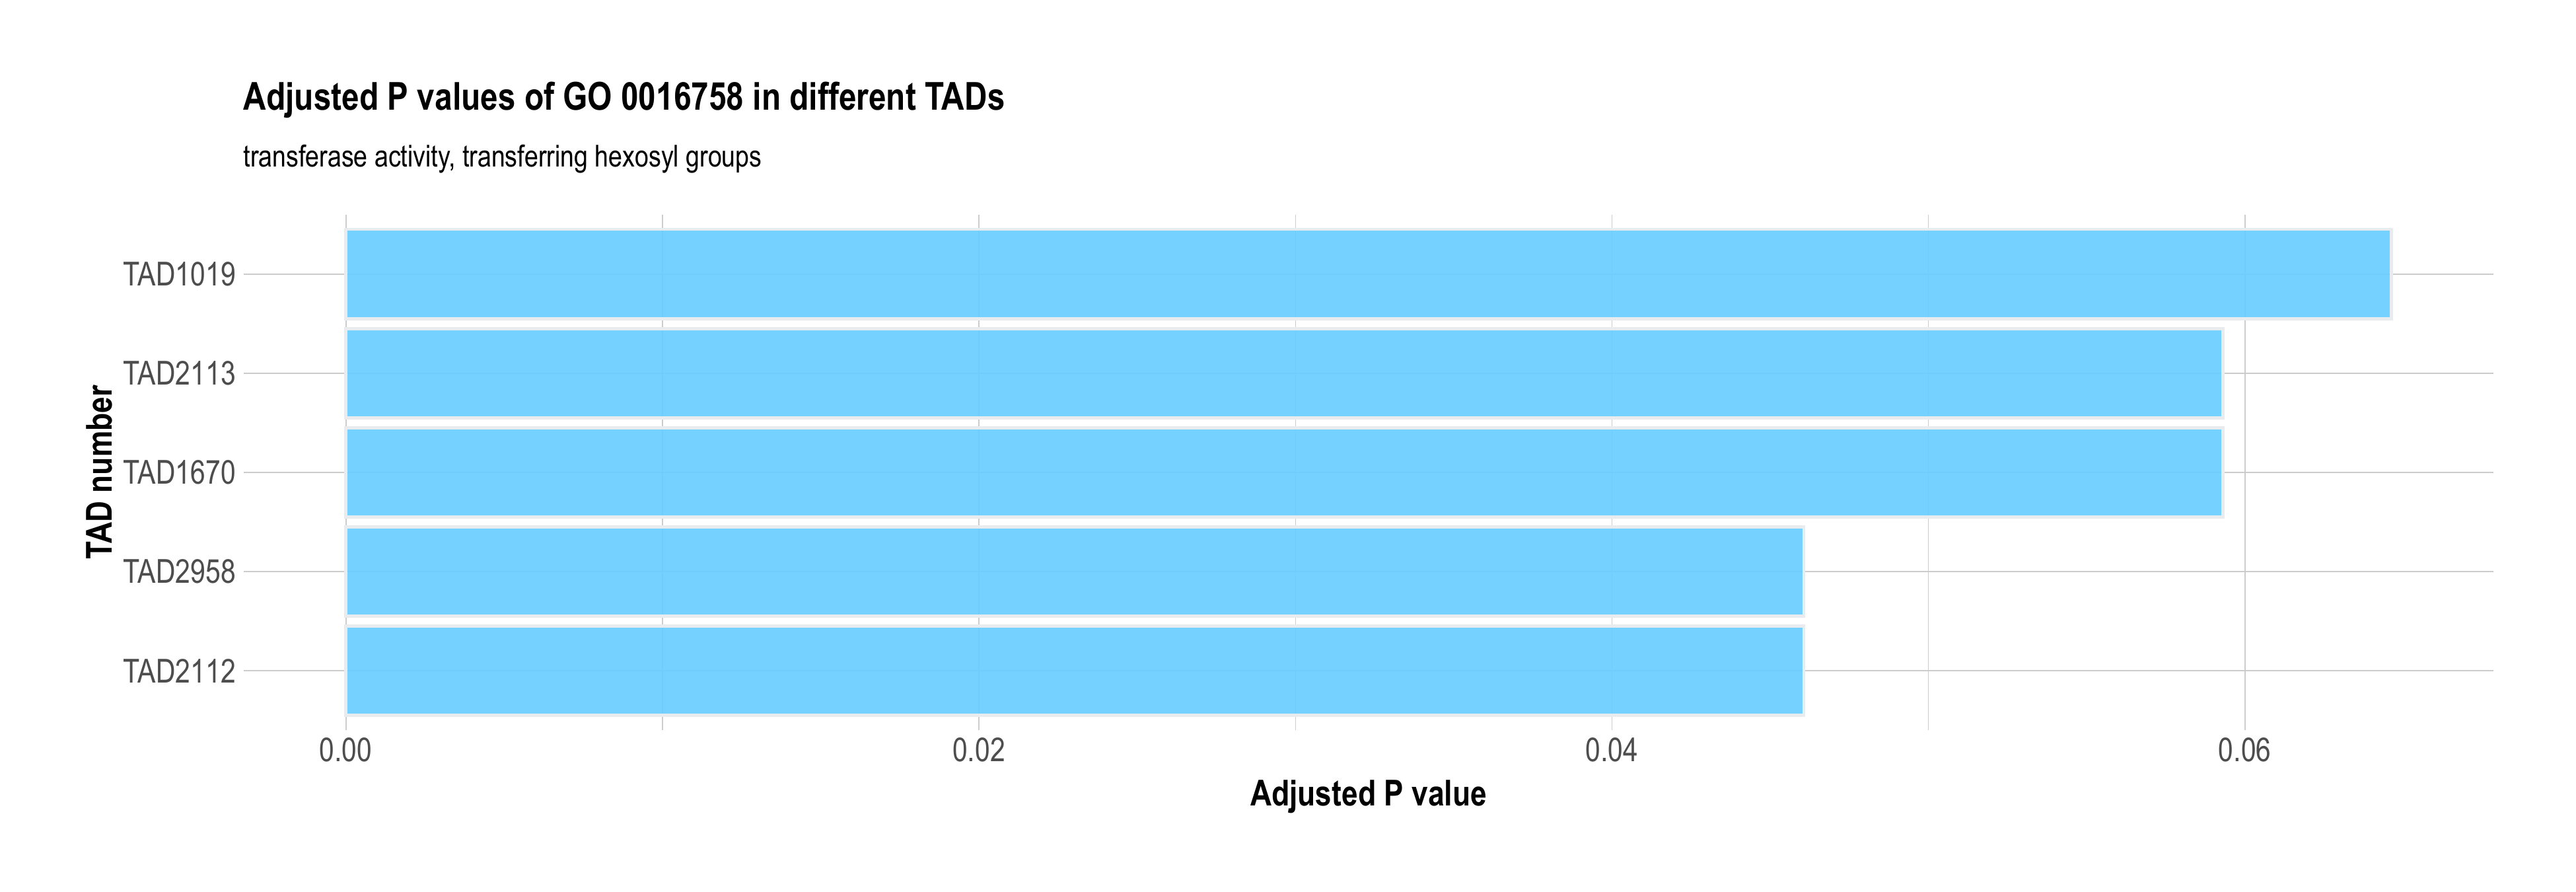 Adjusted P values of GO 0016758 in different TADs
transferase activity, transferring hexosyl groups
TAD number
TAD1019
TAD2113
TAD1670
TAD2958
TAD2112
0.00 0.02 0.04 0.06
Adjusted P value